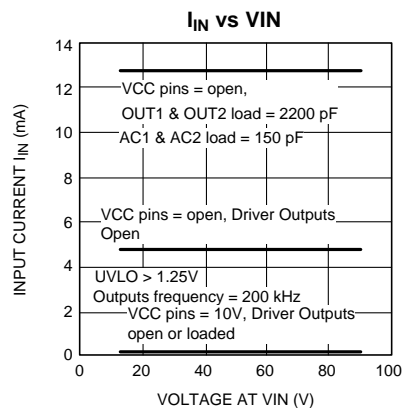 I_IN vs VIN
14
12
10
8
6
4
2
0
INPUT CURRENT I_IN (mA)
VCC pins = open,
OUT1 & OUT2 load = 2200 pF
AC1 & AC2 load = 150 pF
VCC pins = open, Driver Outputs
Open
UVLO > 1.25V
Outputs frequency = 200 kHz
VCC pins = 10V, Driver Outputs
open or loaded
0 20 40 60 80 100
VOLTAGE AT VIN (V)